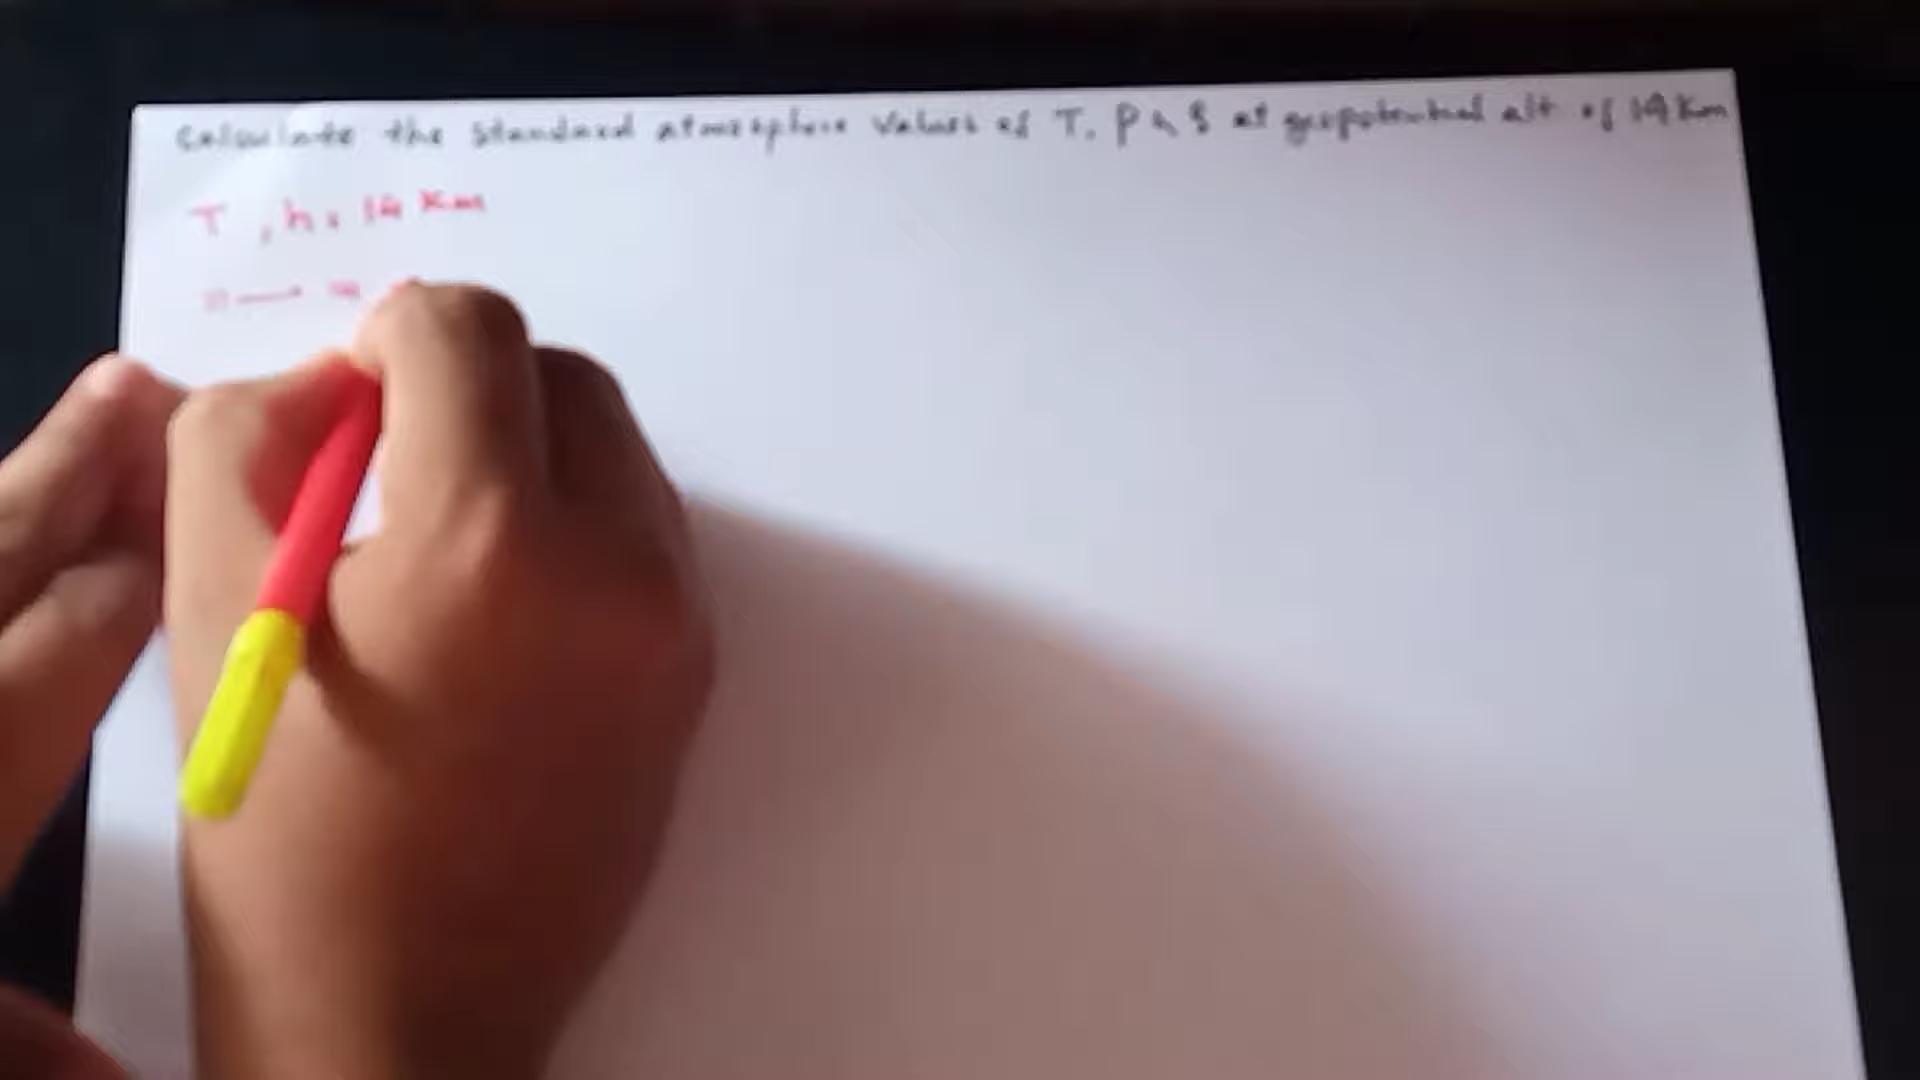 Calculate the standard atmosphere values of T, P & ρ at geopotential alt of 14 Km
T , h = 14 Km